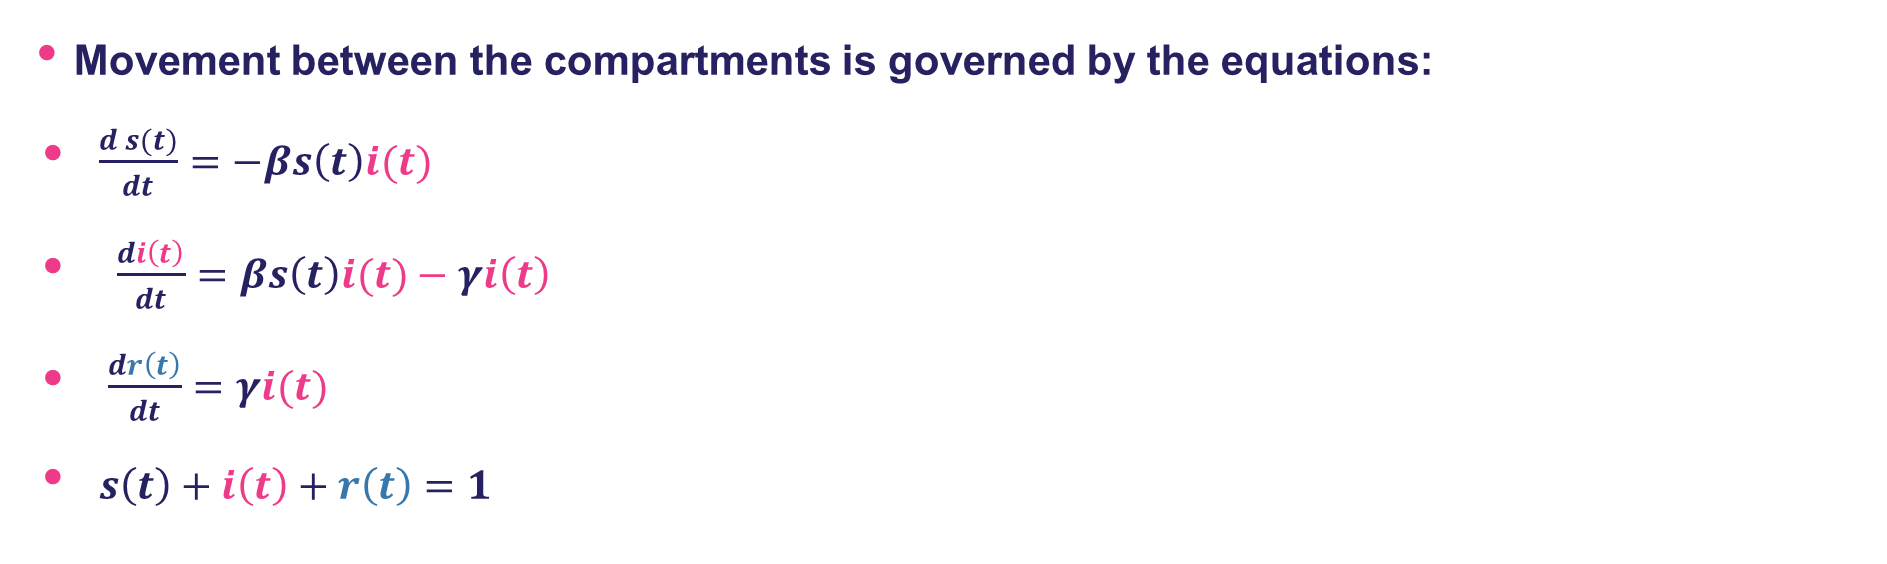 • Movement between the compartments is governed by the equations:
• d s(t)/dt = −βs(t)i(t)
• di(t)/dt = βs(t)i(t) − γi(t)
• dr(t)/dt = γi(t)
• s(t) + i(t) + r(t) = 1